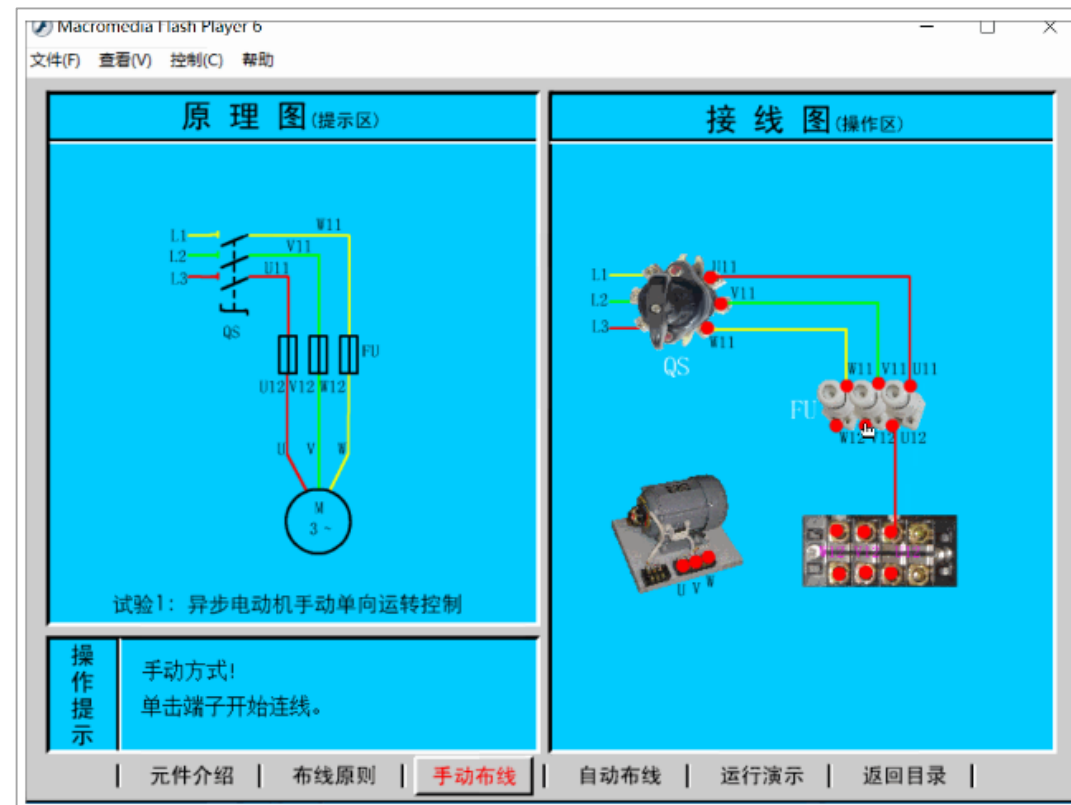 Macromedia Flash Player 6
文件(F) 查看(V) 控制(C) 帮助
原 理 图(提示区)
W11
L1
V11
L2
U11
L3
QS
FU
U12 V12 W12
U V W
M
3 ~
试验1: 异步电动机手动单向运转控制
操作提示
手动方式!
单击端子开始连线。
接 线 图(操作区)
U11
L1
V11
L2
L3
W11
QS
W11 V11 U11
FU
W12 V12 U12
U V W
元件介绍 | 布线原则 | 手动布线 | 自动布线 | 运行演示 | 返回目录